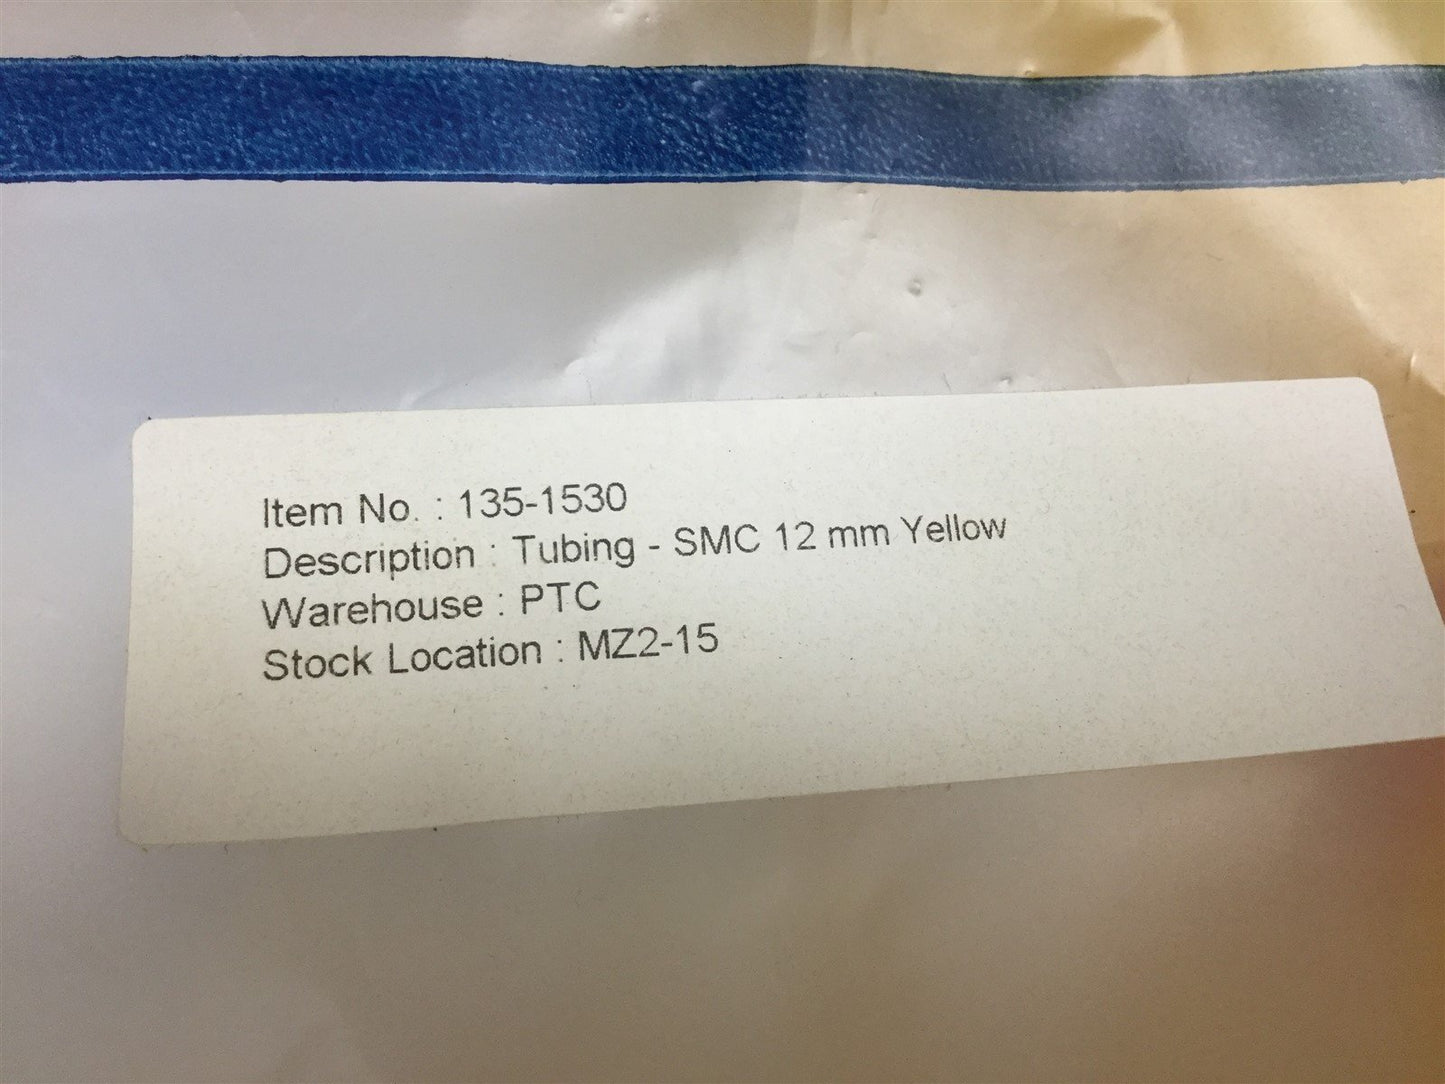 Item No. : 135-1530
Description : Tubing - SMC 12 mm Yellow
Warehouse : PTC
Stock Location : MZ2-15